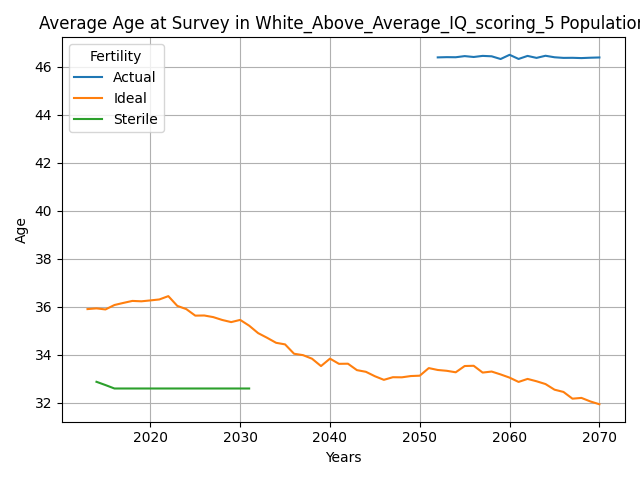 Average Age at Survey in White_Above_Average_IQ_scoring_5 Population
Fertility
Actual
Ideal
Sterile
46
44
42
40
38
36
34
32
Age
2020 2030 2040 2050 2060 2070
Years